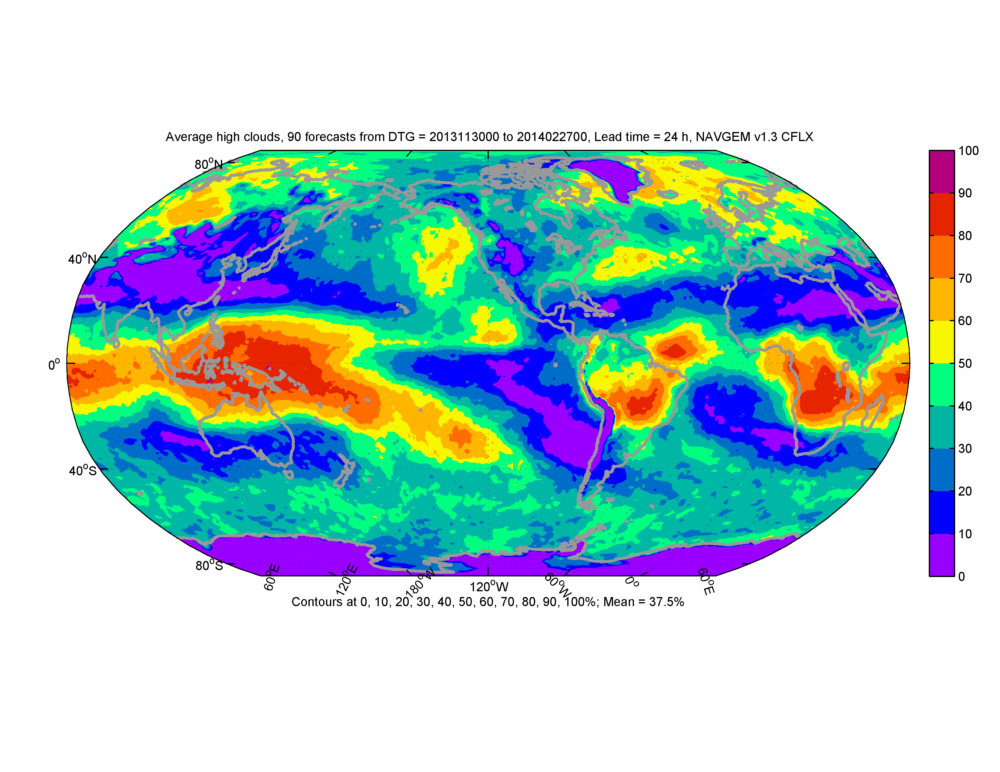 Average high clouds, 90 forecasts from DTG = 2013113000 to 2014022700, Lead time = 24 h, NAVGEM v1.3 CFLX
80°N
40°N
0°
40°S
80°S
60°E
120°E
180°W
120°W
60°W
0°
60°E
100
90
80
70
60
50
40
30
20
10
0
Contours at 0, 10, 20, 30, 40, 50, 60, 70, 80, 90, 100%; Mean = 37.5%